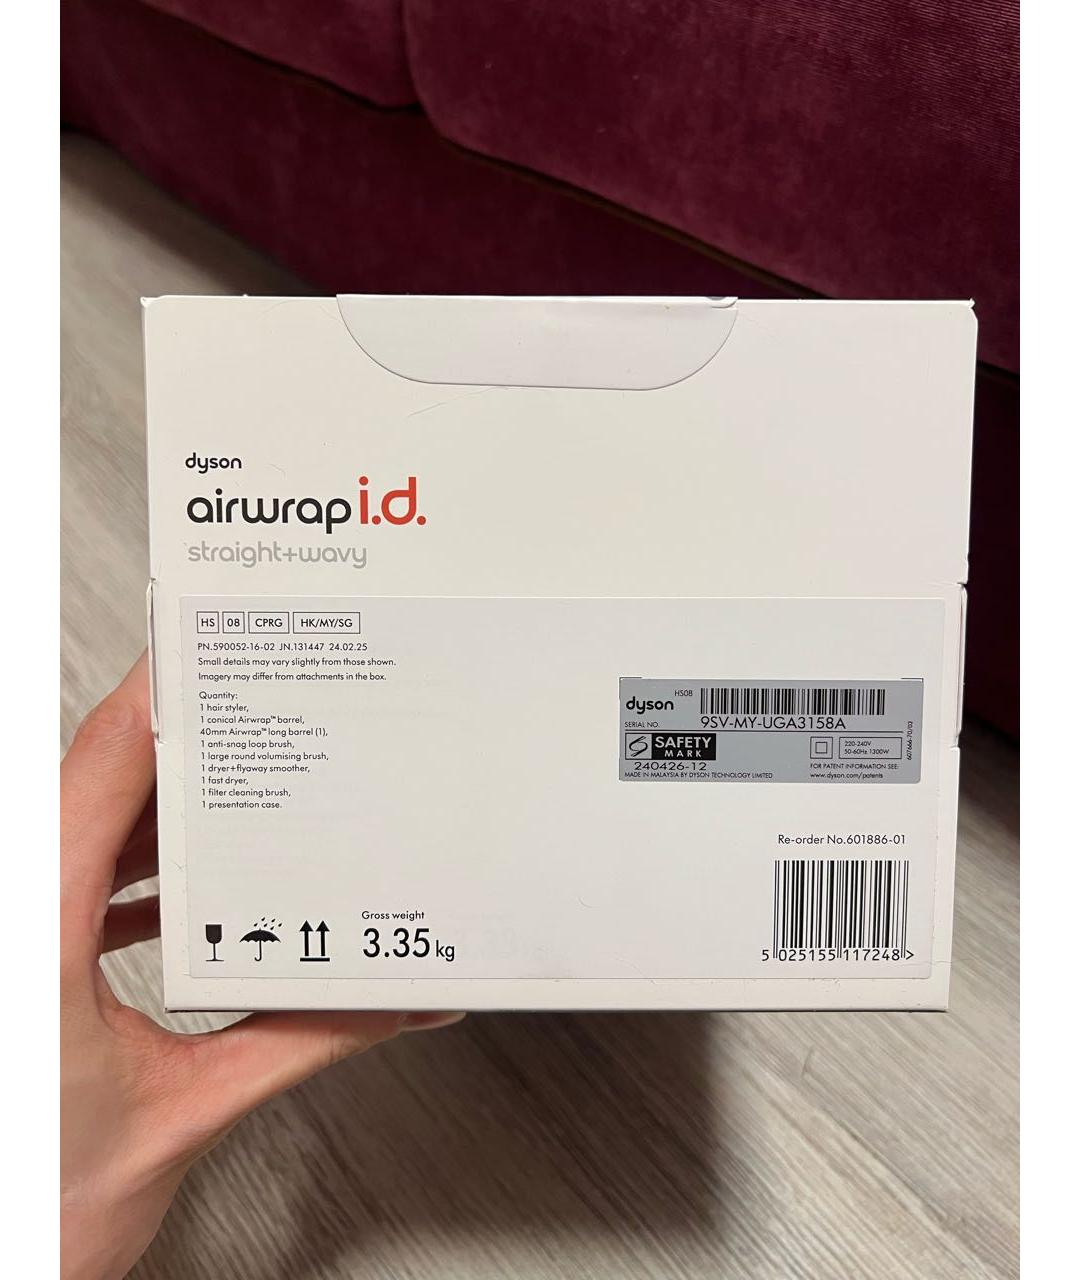 dyson
airwrap i.d.
straight+wavy
HS 08 CPRG HK/MY/SG
PN.590052-16-02 JN.131447 24.02.25
Small details may vary slightly from those shown.
Imagery may differ from attachments in the box.
Quantity:
1 hair styler,
1 conical Airwrap™ barrel,
40mm Airwrap™ long barrel (1),
1 anti-snag loop brush,
1 large round volumising brush,
1 dryer+flyaway smoother,
1 fast dryer,
1 filter cleaning brush,
1 presentation case.
dyson HS08
SERIAL NO. 9SV-MY-UGA3158A
SAFETY
MARK
240426-12
MADE IN MALAYSIA BY DYSON TECHNOLOGY LIMITED
220-240V
50-60Hz 1300W
FOR PATENT INFORMATION SEE:
www.dyson.com/patents
607666-70/02
Re-order No.601886-01
5 025155 117248 >
Gross weight
3.35 kg